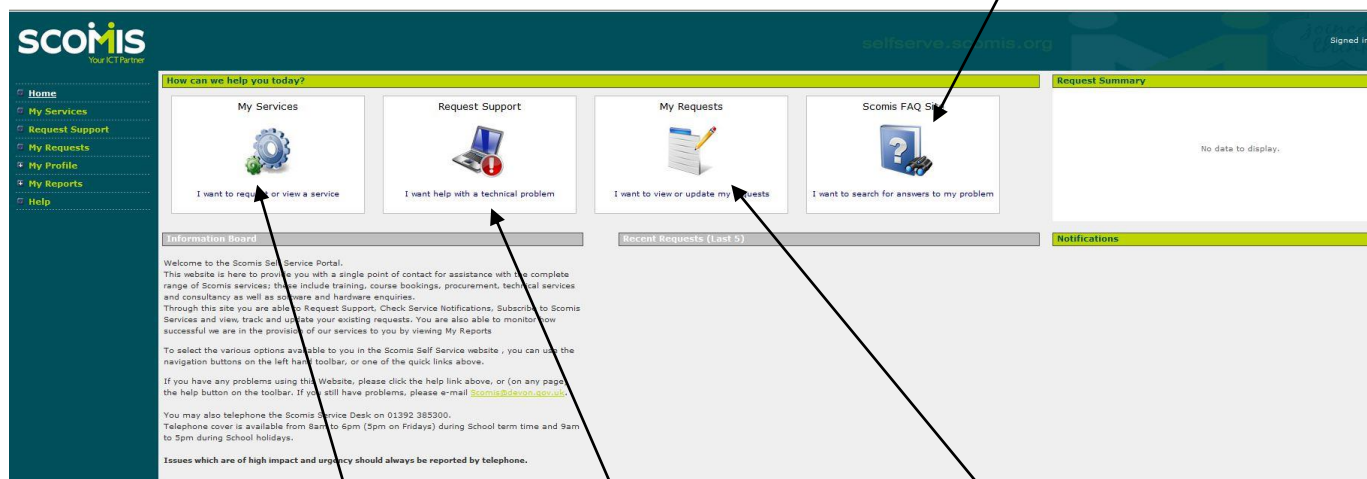 SCOMIS
Your ICT Partner
selfserve.scomis.org
Signed in
Home
My Services
Request Support
My Requests
My Profile
My Reports
Help
How can we help you today?
My Services
I want to request or view a service
Request Support
I want help with a technical problem
My Requests
I want to view or update my requests
Scomis FAQ Site
I want to search for answers to my problem
Request Summary
No data to display.
Information Board
Welcome to the Scomis Self Service Portal.
This website is here to provide you with a single point of contact for assistance with the complete
range of Scomis services; these include training, course bookings, procurement, technical services
and consultancy as well as software and hardware enquiries.
Through this site you are able to Request Support, Check Service Notifications, Subscribe to Scomis
Services and view, track and update your existing requests. You are also able to monitor how
successful we are in the provision of our services to you by viewing My Reports
To select the various options available to you in the Scomis Self Service website , you can use the
navigation buttons on the left hand toolbar, or one of the quick links above.
If you have any problems using this Website, please click the help link above, or (on any page)
the help button on the toolbar. If you still have problems, please e-mail Scomis@devon.gov.uk.
You may also telephone the Scomis Service Desk on 01392 385300.
Telephone cover is available from 8am to 6pm (5pm on Fridays) during School term time and 9am
to 5pm during School holidays.
Issues which are of high impact and urgency should always be reported by telephone.
Recent Requests (Last 5)
Notifications